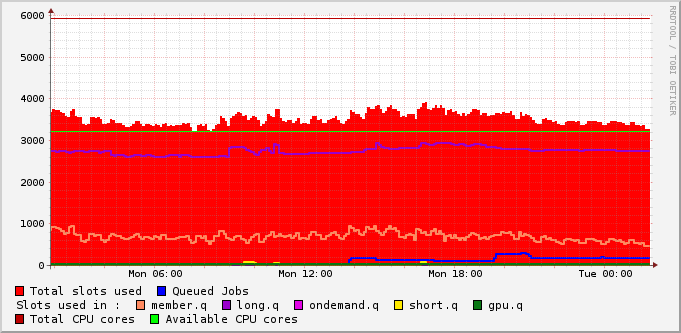 6000
5000
4000
3000
2000
1000
0
Mon 06:00 Mon 12:00 Mon 18:00 Tue 00:00
Total slots used Queued Jobs
Slots used in : member.q long.q ondemand.q short.q gpu.q
Total CPU cores Available CPU cores
RRDTOOL / TOBI OETIKER